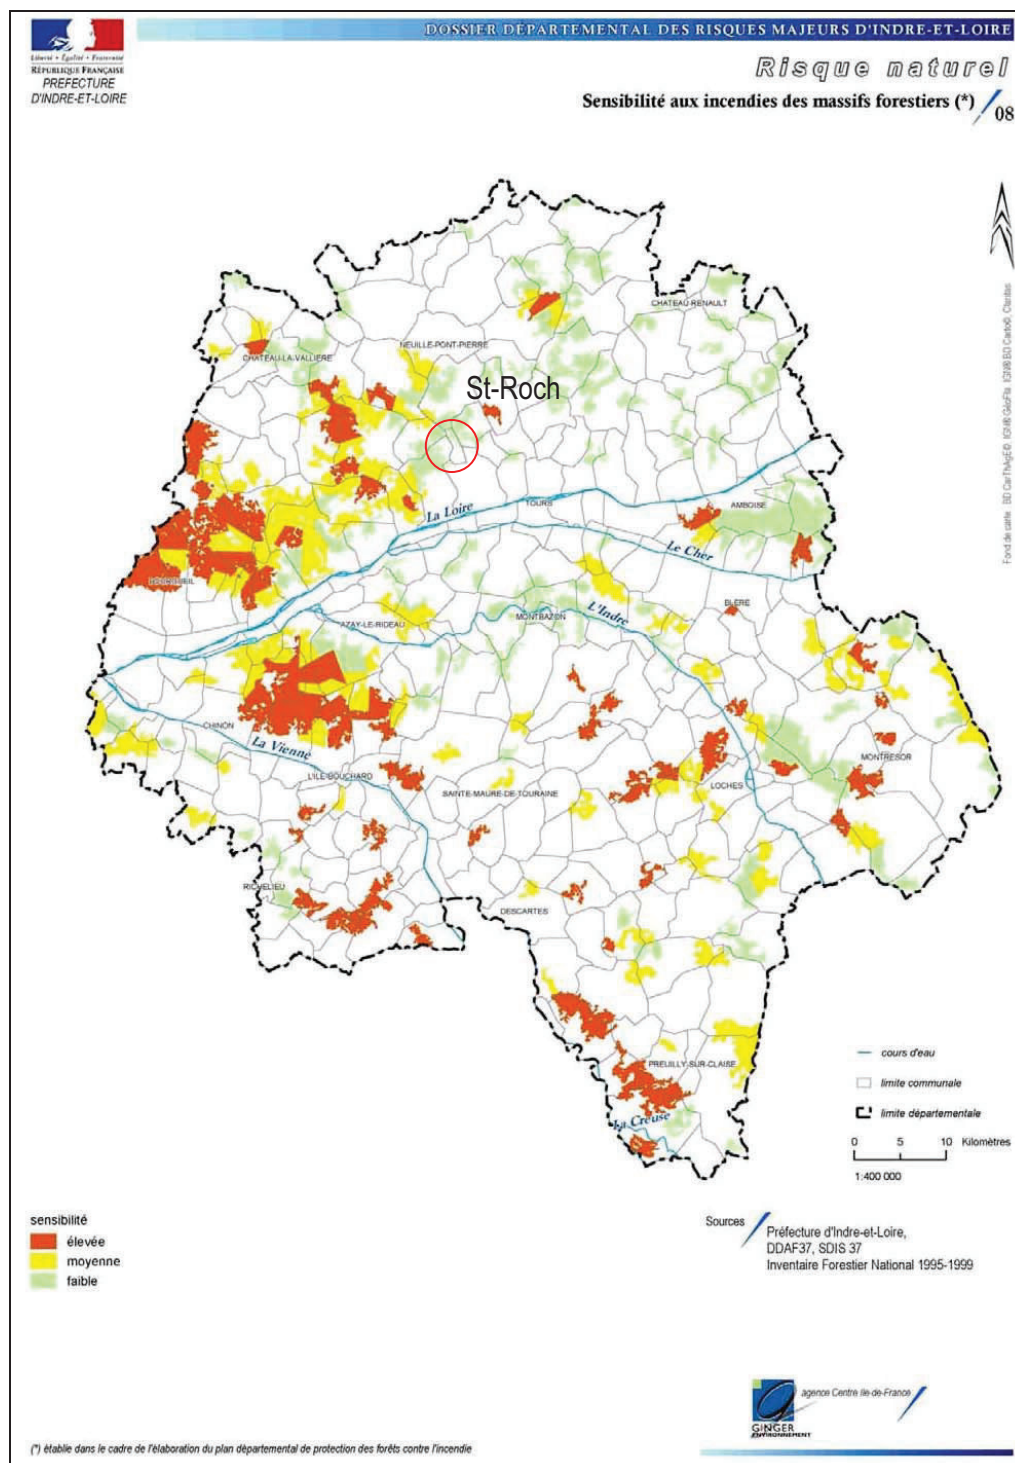 DOSSIER DÉPARTEMENTAL DES RISQUES MAJEURS D'INDRE-ET-LOIRE
Liberté • Égalité • Fraternité
RÉPUBLIQUE FRANÇAISE
PREFECTURE
D'INDRE-ET-LOIRE
Risque naturel
Sensibilité aux incendies des massifs forestiers (*)
08
CHATEAU-RENAULT
NEUILLE-PONT-PIERRE
CHATEAU-LA-VALLIERE
St-Roch
La Loire
TOURS
AMBOISE
Le Cher
BOURGUEIL
L'Indre
BLERE
MONTBAZON
AZAY-LE-RIDEAU
CHINON
La Vienne
L'ILE-BOUCHARD
SAINTE-MAURE-DE-TOURAINE
LOCHES
MONTRESOR
RICHELIEU
DESCARTES
PREUILLY-SUR-CLAISE
La Creuse
cours d'eau
limite communale
limite départementale
0 5 10 Kilomètres
1:400 000
sensibilité
élevée
moyenne
faible
Sources
Préfecture d'Indre-et-Loire,
DDAF37, SDIS 37
Inventaire Forestier National 1995-1999
agence Centre Ile-de-France
GINGER
ENVIRONNEMENT
(*) établie dans le cadre de l'élaboration du plan départemental de protection des forêts contre l'incendie